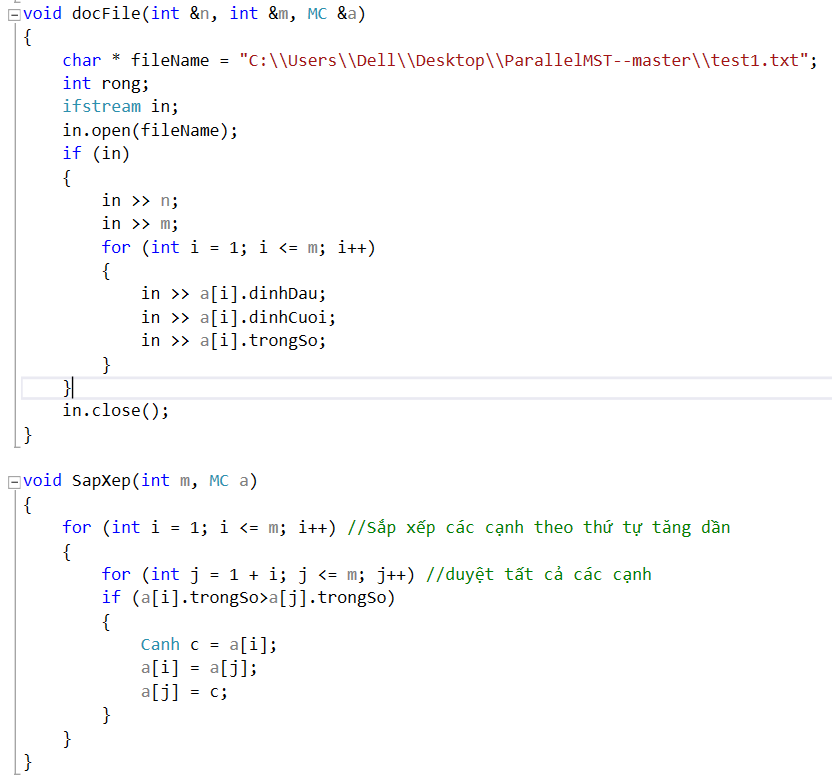 void docFile(int &n, int &m, MC &a)
{
    char * fileName = "C:\\Users\\Dell\\Desktop\\ParallelMST--master\\test1.txt";
    int rong;
    ifstream in;
    in.open(fileName);
    if (in)
    {
        in >> n;
        in >> m;
        for (int i = 1; i <= m; i++)
        {
            in >> a[i].dinhDau;
            in >> a[i].dinhCuoi;
            in >> a[i].trongSo;
        }
    }
    in.close();
}
void SapXep(int m, MC a)
{
    for (int i = 1; i <= m; i++) //Sắp xếp các cạnh theo thứ tự tăng dần
    {
        for (int j = 1 + i; j <= m; j++) //duyệt tất cả các cạnh
        if (a[i].trongSo>a[j].trongSo)
        {
            Canh c = a[i];
            a[i] = a[j];
            a[j] = c;
        }
    }
}